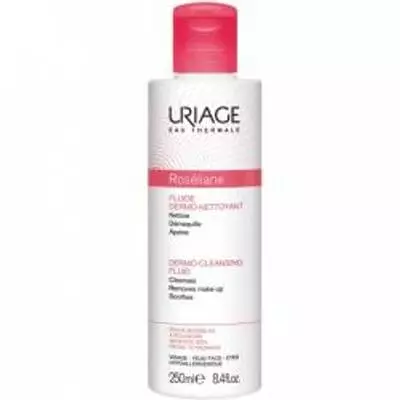 URIAGE
EAU THERMALE
Roséliane
FLUIDE
DERMO-NETTOYANT
Nettoie
Démaquille
Apaise
DERMO-CLEANSING
FLUID
Cleanses
Removes make-up
Soothes
250ml ℮ 8.4fl.oz.